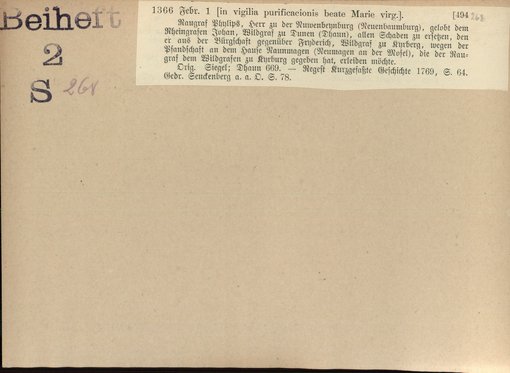 Beiheft
2
S 268
1366 Febr. 1 [in vigilia purificacionis beate Marie virg.]. [494 268
Raugraf Phylips, Herr zu der Nuwenbeymburg (Neuenbaumburg), gelobt dem
Rheingrafen Johan, Wildgraf zu Dunen (Dhaun), allen Schaden zu ersetzen, den
er aus der Bürgschaft gegenüber Fryderich, Wildgraf zu Kyrberg, wegen der
Pfandschaft an dem Hause Nammagen (Neumagen an der Mosel), die der Rau-
graf dem Wildgrafen zu Kyrburg gegeben hat, erleiden möchte.
Orig. Siegel; Dhaun 669. — Regest Kurzgefaßte Geschichte 1769, S. 64.
Gedr. Senckenberg a. a. O. S. 78.